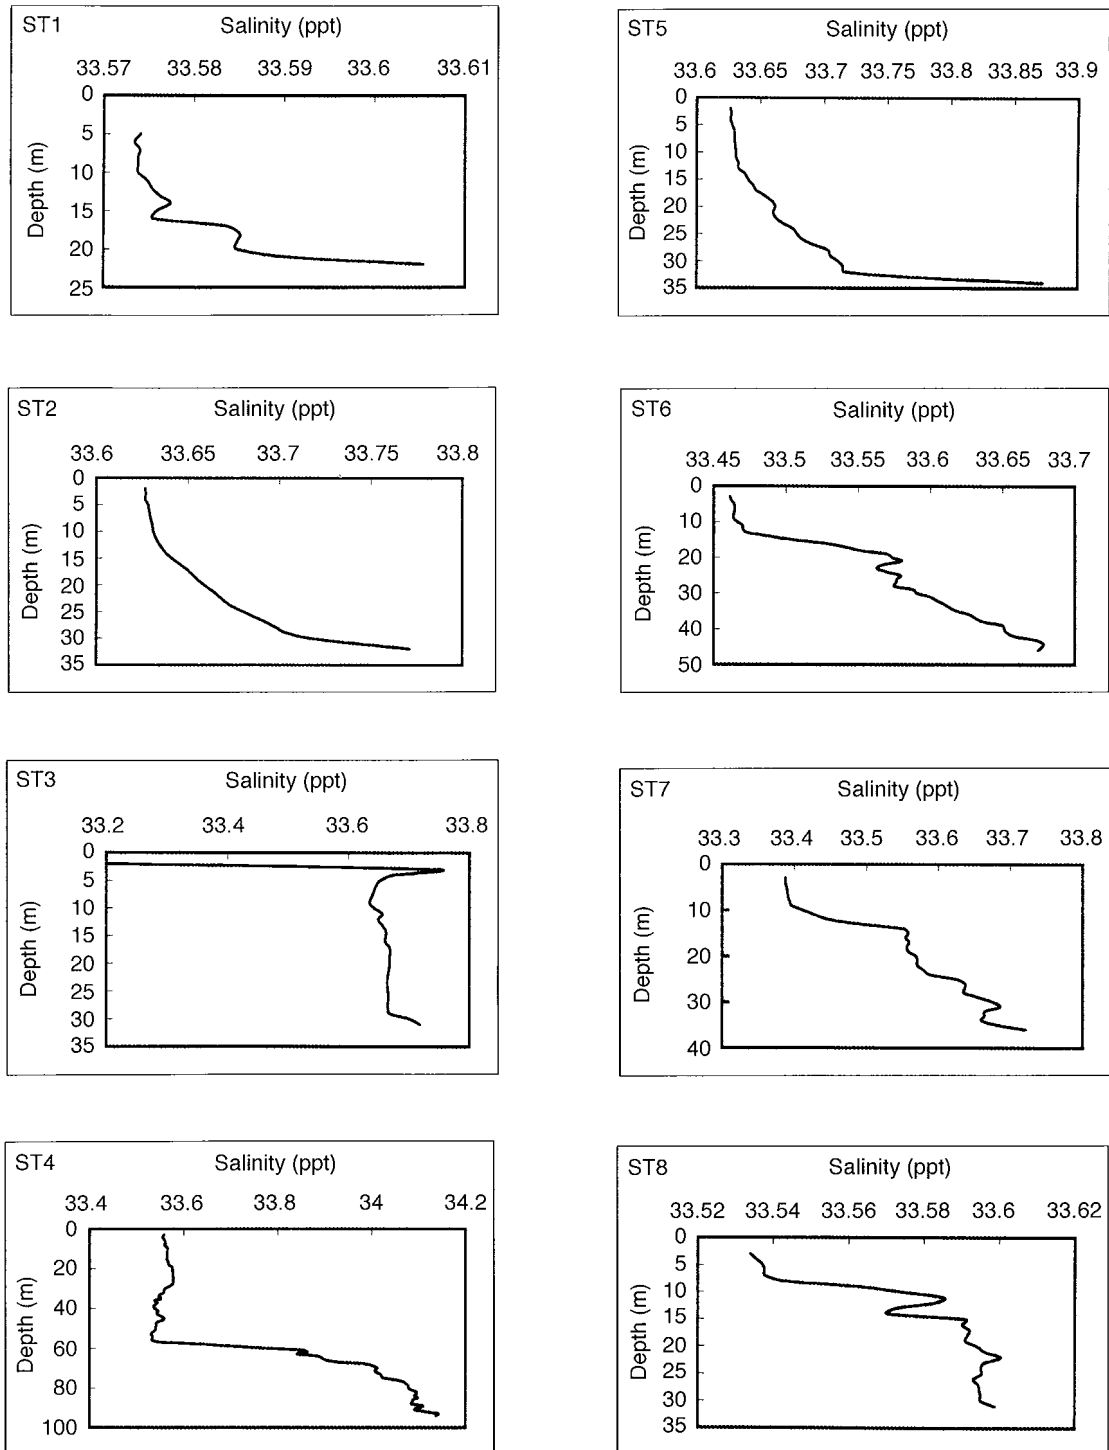 ST1 Salinity (ppt)
33.57 33.58 33.59 33.6 33.61
0
5
10
15
20
25
Depth (m)
ST5 Salinity (ppt)
33.6 33.65 33.7 33.75 33.8 33.85 33.9
0
5
10
15
20
25
30
35
Depth (m)
ST2 Salinity (ppt)
33.6 33.65 33.7 33.75 33.8
0
5
10
15
20
25
30
35
Depth (m)
ST6 Salinity (ppt)
33.45 33.5 33.55 33.6 33.65 33.7
0
10
20
30
40
50
Depth (m)
ST3 Salinity (ppt)
33.2 33.4 33.6 33.8
0
5
10
15
20
25
30
35
Depth (m)
ST7 Salinity (ppt)
33.3 33.4 33.5 33.6 33.7 33.8
0
10
20
30
40
Depth (m)
ST4 Salinity (ppt)
33.4 33.6 33.8 34 34.2
0
20
40
60
80
100
Depth (m)
ST8 Salinity (ppt)
33.52 33.54 33.56 33.58 33.6 33.62
0
5
10
15
20
25
30
35
Depth (m)